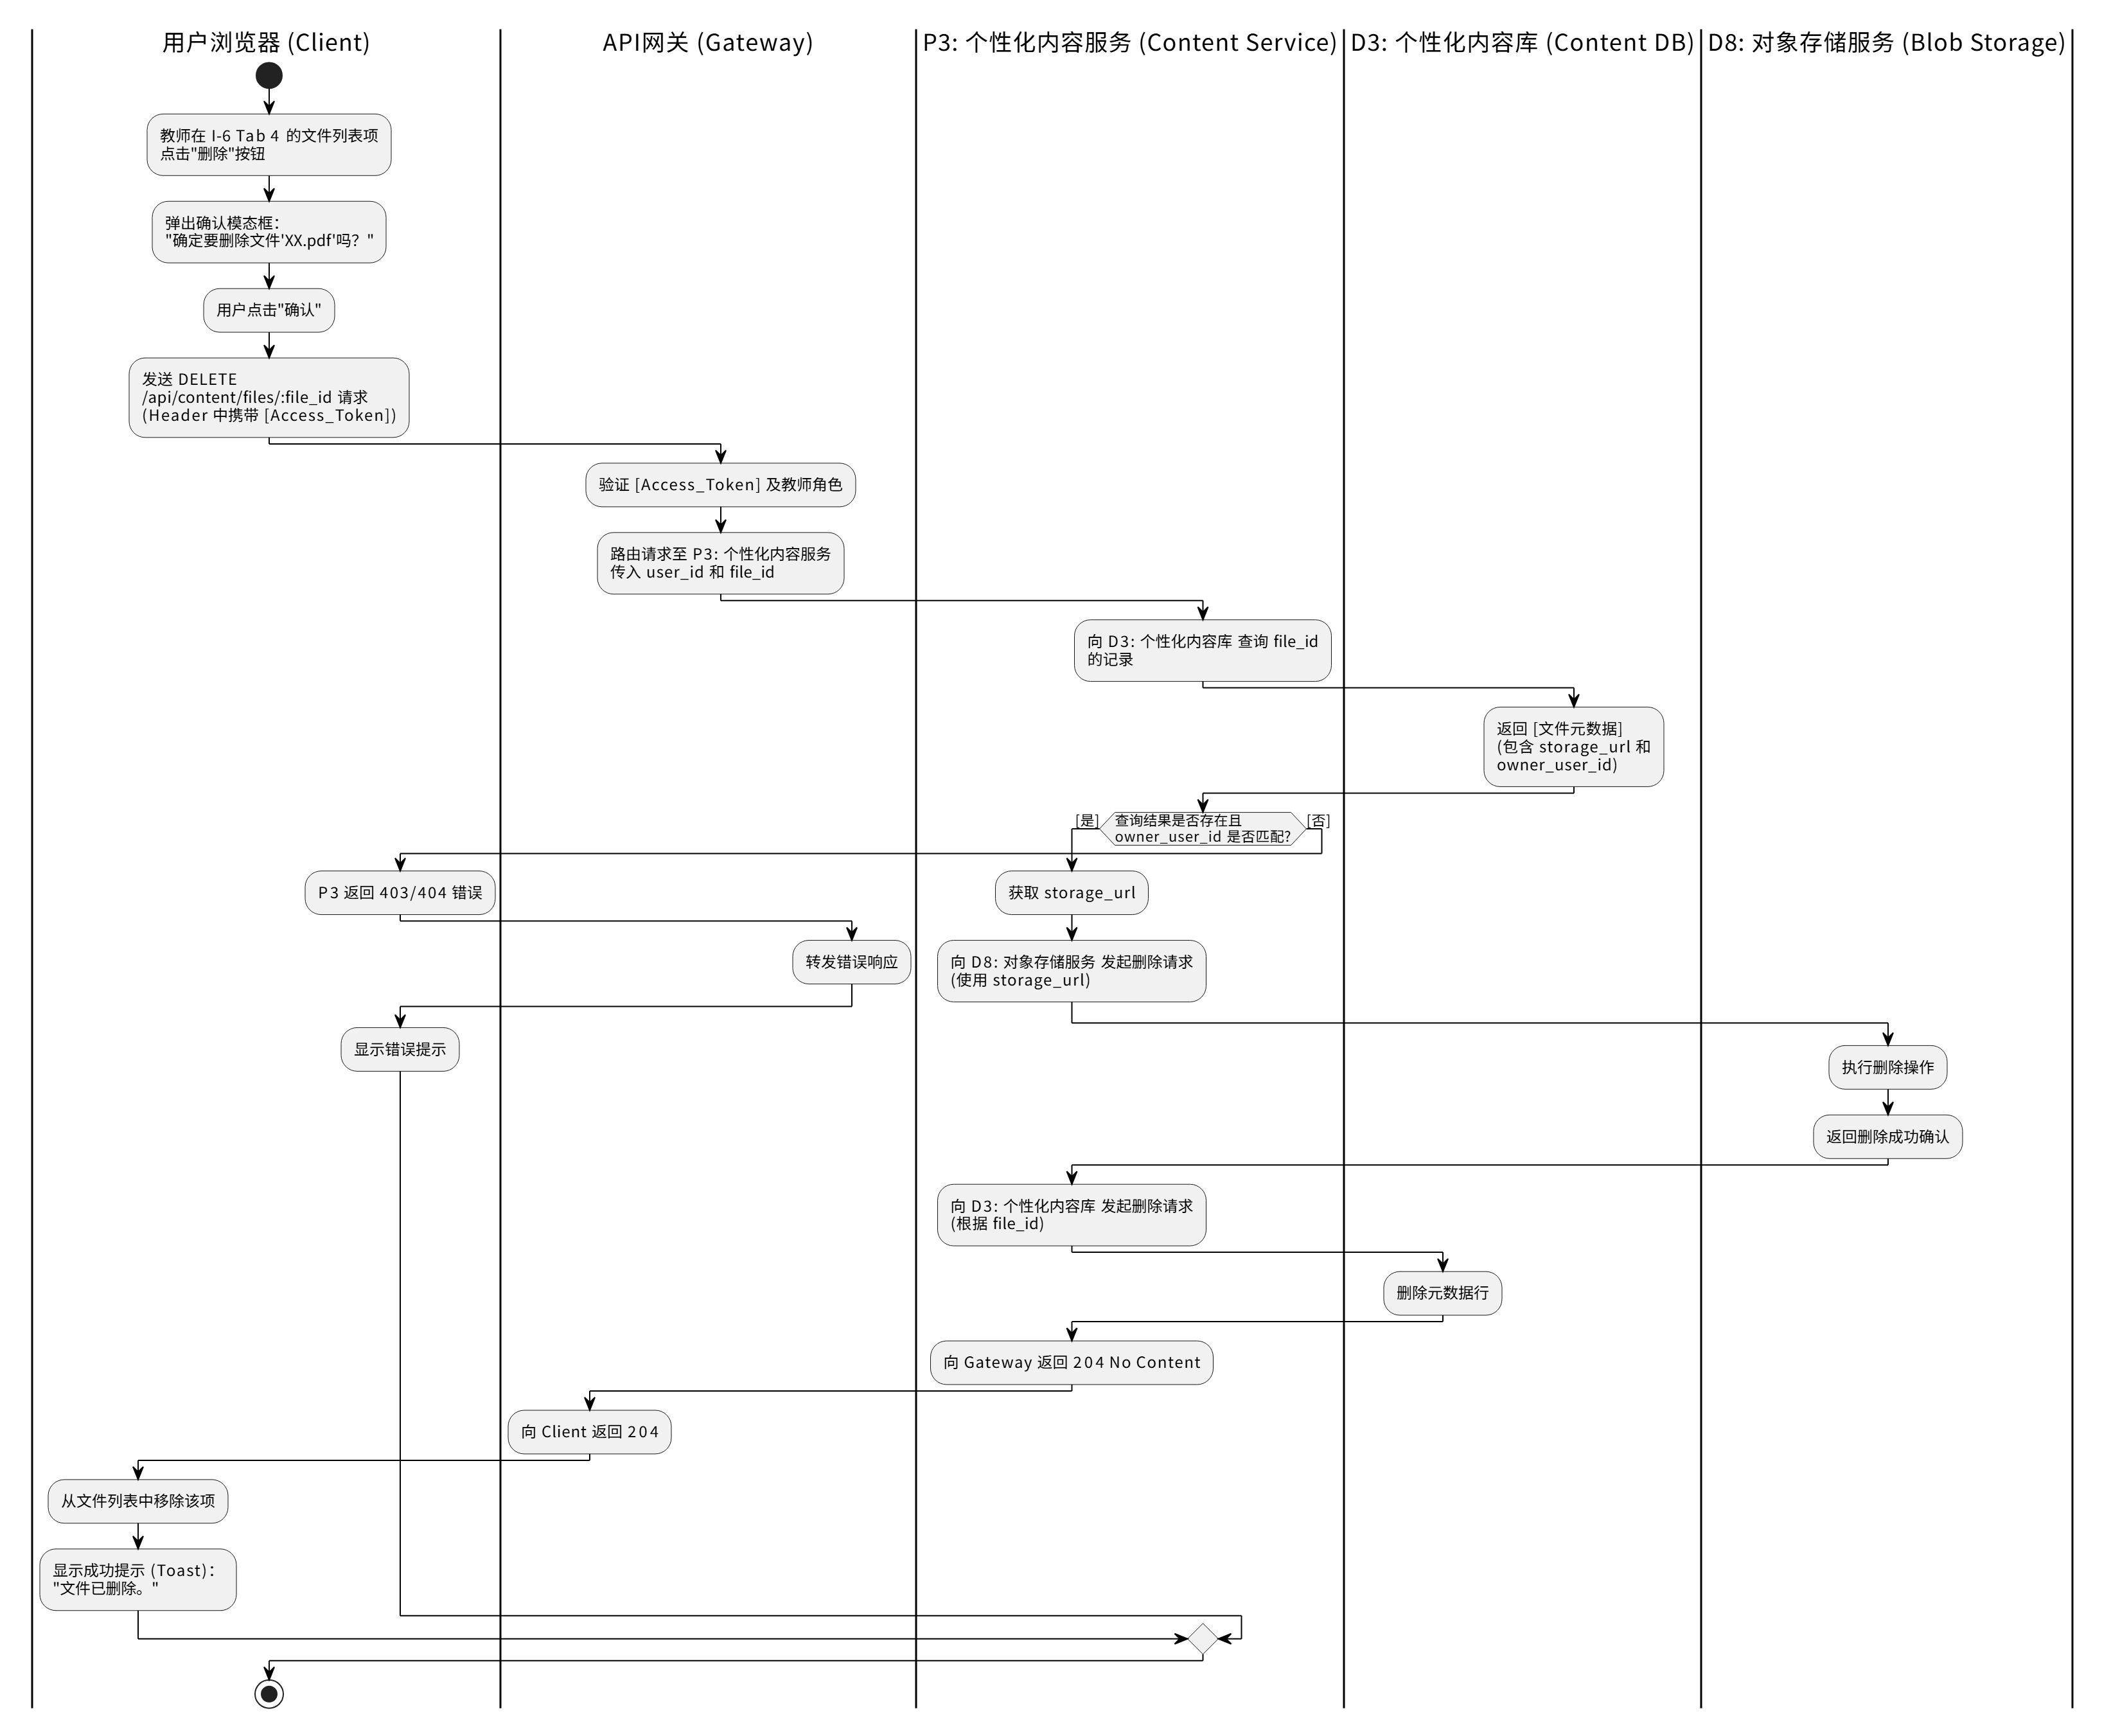 用户浏览器 (Client)
API网关 (Gateway)
P3: 个性化内容服务 (Content Service)
D3: 个性化内容库 (Content DB)
D8: 对象存储服务 (Blob Storage)
教师在 I-6 Tab 4 的文件列表项
点击"删除"按钮
弹出确认模态框：
"确定要删除文件'XX.pdf'吗？"
用户点击"确认"
发送 DELETE
/api/content/files/:file_id 请求
(Header 中携带 [Access_Token])
验证 [Access_Token] 及教师角色
路由请求至 P3: 个性化内容服务
传入 user_id 和 file_id
向 D3: 个性化内容库 查询 file_id
的记录
返回 [文件元数据]
(包含 storage_url 和
owner_user_id)
[是]
查询结果是否存在且
owner_user_id 是否匹配?
[否]
P3 返回 403/404 错误
获取 storage_url
转发错误响应
向 D8: 对象存储服务 发起删除请求
(使用 storage_url)
显示错误提示
执行删除操作
返回删除成功确认
向 D3: 个性化内容库 发起删除请求
(根据 file_id)
删除元数据行
向 Gateway 返回 204 No Content
向 Client 返回 204
从文件列表中移除该项
显示成功提示 (Toast)：
"文件已删除。"